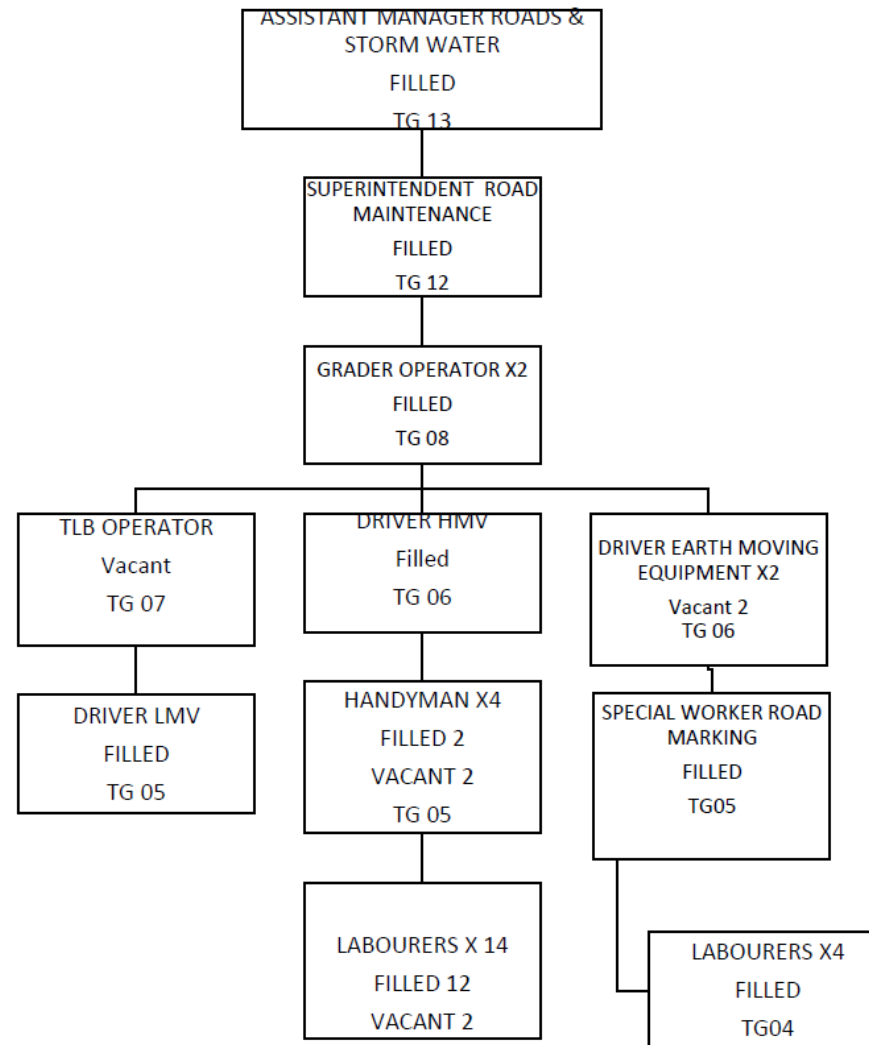 ASSISTANT MANAGER ROADS &
STORM WATER
FILLED
TG 13
SUPERINTENDENT ROAD
MAINTENANCE
FILLED
TG 12
GRADER OPERATOR X2
FILLED
TG 08
TLB OPERATOR
Vacant
TG 07
DRIVER HMV
Filled
TG 06
DRIVER EARTH MOVING
EQUIPMENT X2
Vacant 2
TG 06
DRIVER LMV
FILLED
TG 05
HANDYMAN X4
FILLED 2
VACANT 2
TG 05
SPECIAL WORKER ROAD
MARKING
FILLED
TG05
LABOURERS X 14
FILLED 12
VACANT 2
LABOURERS X4
FILLED
TG04